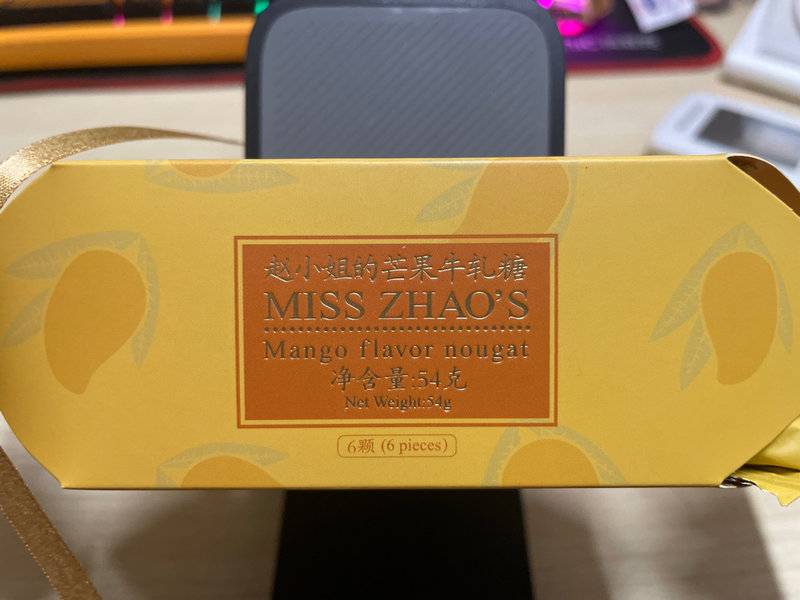 赵小姐的芒果牛轧糖
MISS ZHAO'S
Mango flavor nougat
净含量:54克
Net Weight:54g
6颗 (6 pieces)